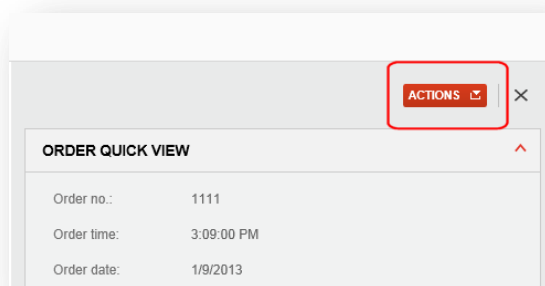 ACTIONS
ORDER QUICK VIEW
Order no.: 1111
Order time: 3:09:00 PM
Order date: 1/9/2013